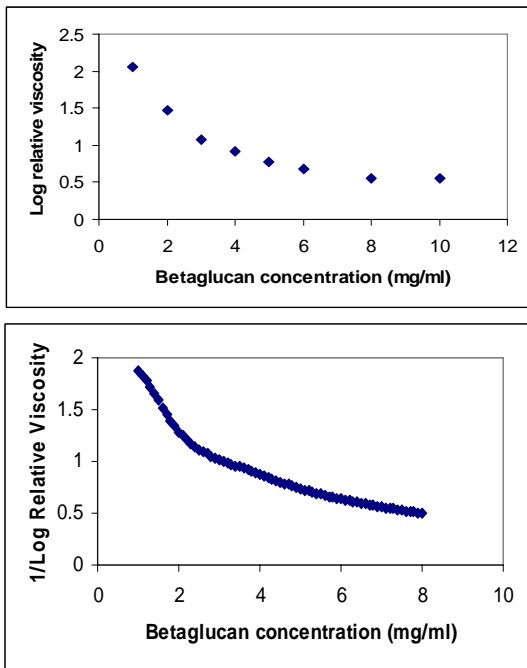 2.5
2
1.5
1
0.5
0
0 2 4 6 8 10 12
Log relative viscosity
Betaglucan concentration (mg/ml)
2
1.5
1
0.5
0
0 2 4 6 8 10
1/Log Relative Viscosity
Betaglucan concentration (mg/ml)